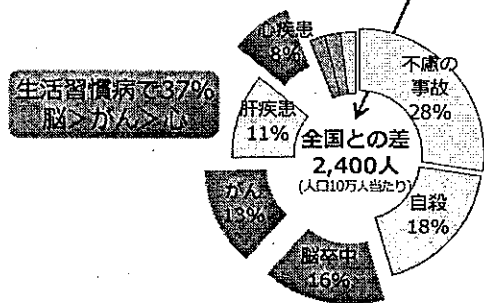 心疾患
8%
生活習慣病で37%
脳>がん>心
不慮の
事故
28%
肝疾患
11%
全国との差
2,400人
(人口10万人当たり)
がん
13%
自殺
18%
脳卒中
16%